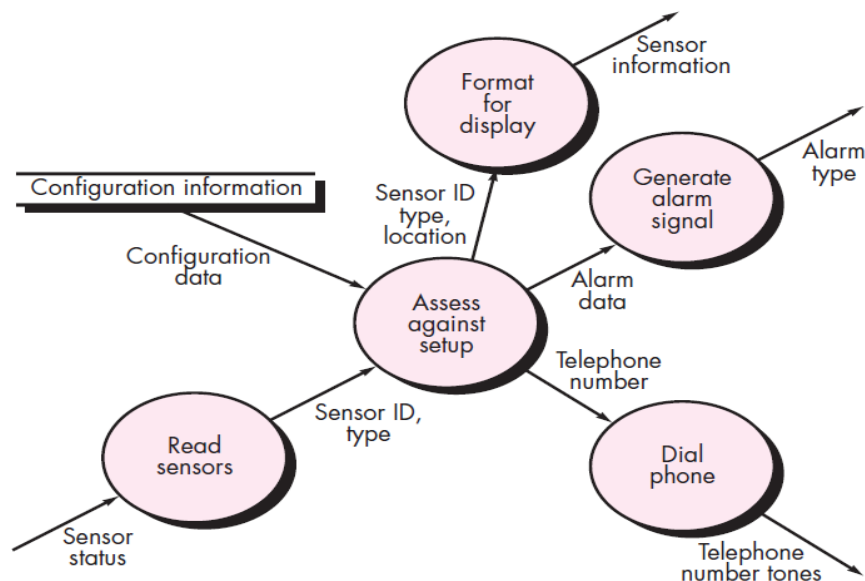 Format
for
display
Sensor
information
Alarm
type
Generate
alarm
signal
Configuration information
Sensor ID
type,
location
Configuration
data
Alarm
data
Assess
against
setup
Telephone
number
Sensor ID,
type
Read
sensors
Dial
phone
Sensor
status
Telephone
number tones